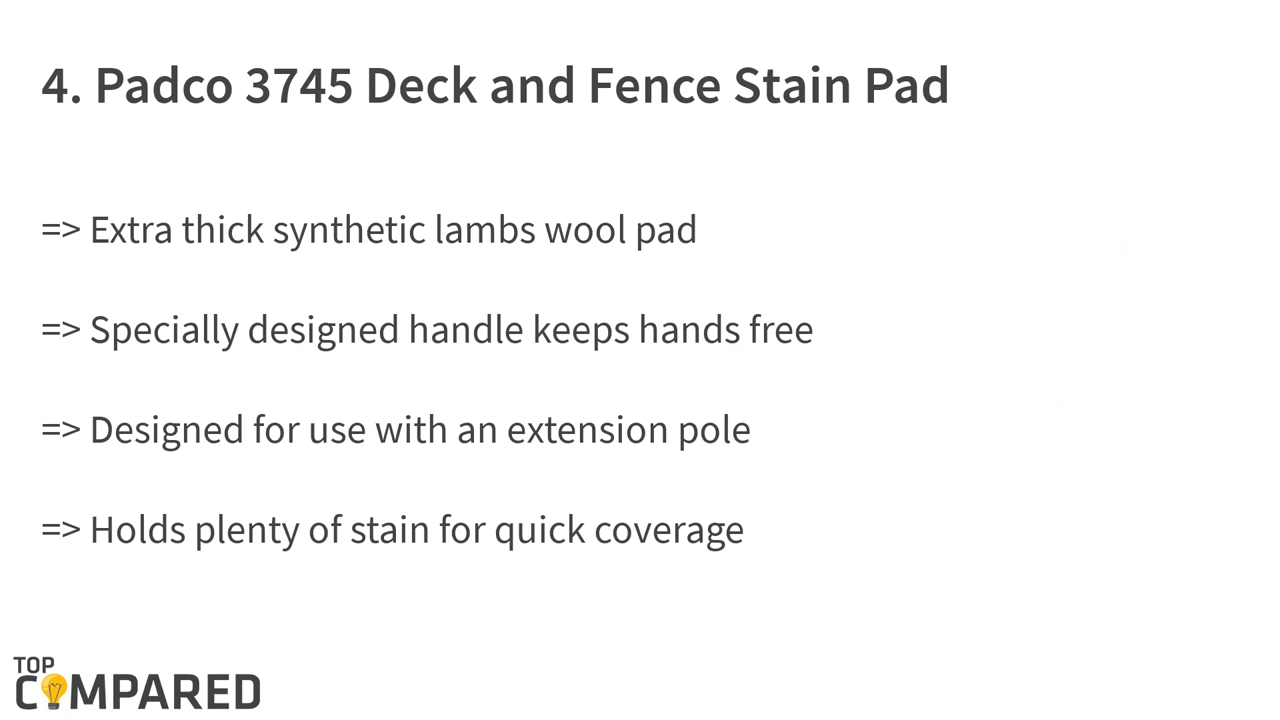 4. Padco 3745 Deck and Fence Stain Pad
=> Extra thick synthetic lambs wool pad
=> Specially designed handle keeps hands free
=> Designed for use with an extension pole
=> Holds plenty of stain for quick coverage
TOP
COMPARED